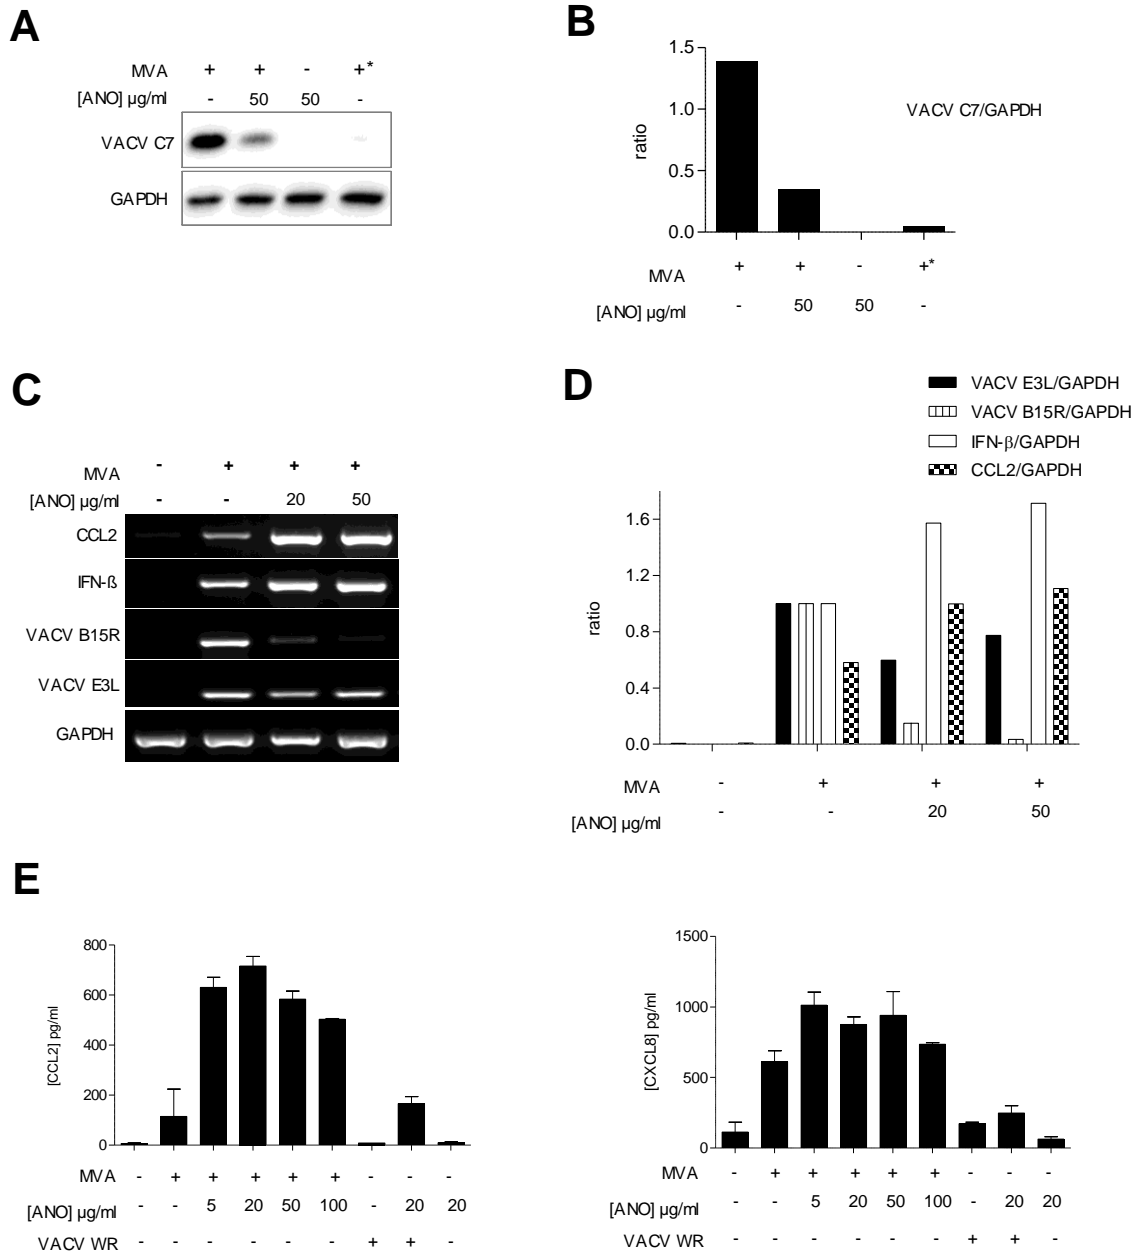 A
MVA + + - +*
[ANO] µg/ml - 50 50 -
VACV C7
GAPDH
B
1.5
1.0
0.5
0.0
ratio
VACV C7/GAPDH
MVA + + - +*
[ANO] µg/ml - 50 50 -
C
MVA - + + +
[ANO] µg/ml - - 20 50
CCL2
IFN-ß
VACV B15R
VACV E3L
GAPDH
D
VACV E3L/GAPDH
VACV B15R/GAPDH
IFN-β/GAPDH
CCL2/GAPDH
1.6
1.2
0.8
0.4
0.0
ratio
MVA - + + +
[ANO] µg/ml - - 20 50
E
800
600
400
200
0
[CCL2] pg/ml
MVA - + + + + + - - -
[ANO] µg/ml - - 5 20 50 100 - 20 20
VACV WR - - - - - - + + -
1500
1000
500
0
[CXCL8] pg/ml
MVA - + + + + + - - -
[ANO] µg/ml - - 5 20 50 100 - 20 20
VACV WR - - - - - - + + -